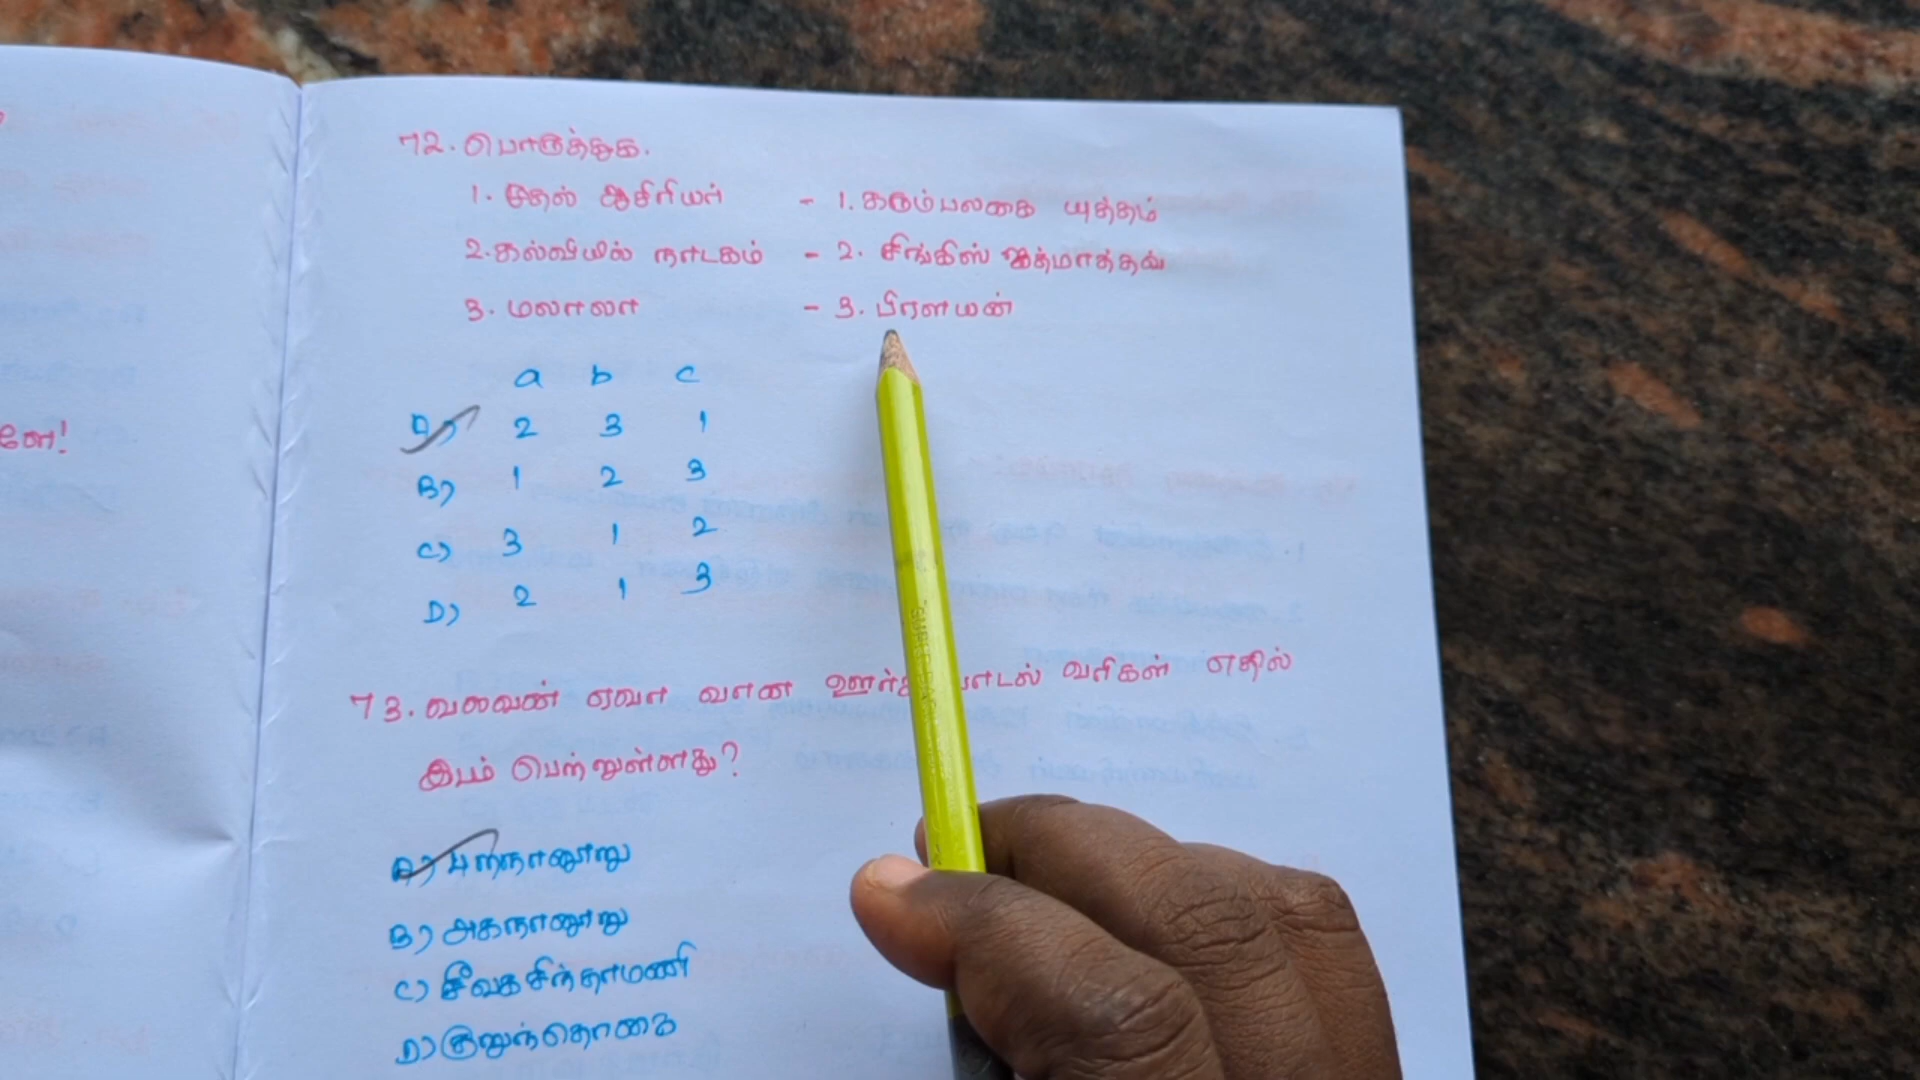 ளே!
72. பொருத்துக.
1. முதல் ஆசிரியர் - 1. கரும்பலகை யுத்தம்
2. கல்வியில் நாடகம் - 2. சிங்கிஸ் ஐத்மாத்தவ்
3. மலாலா - 3. பிரளயன்
a b c
A) 2 3 1
B) 1 2 3
C) 3 1 2
D) 2 1 3
73. வலவன் ஏவா வான ஊர்தி பாடல் வரிகள் எதில்
இடம் பெற்றுள்ளது?
A) புறநானூறு
B) அகநானூறு
C) சீவக சிந்தாமணி
D) குறுந்தொகை